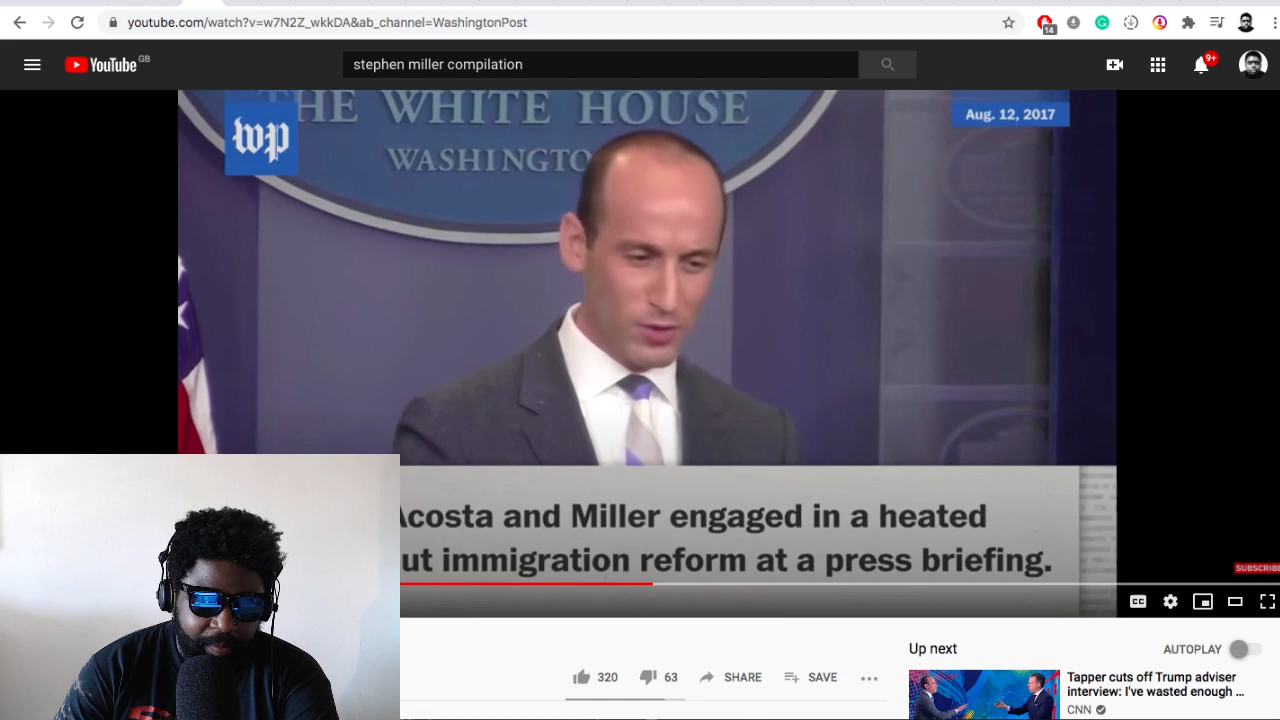 youtube.com/watch?v=w7N2Z_wkkDA&ab_channel=WashingtonPost
14
YouTube GB
stephen miller compilation
9+
THE WHITE HOUSE
WASHINGTO
wp
Aug. 12, 2017
Acosta and Miller engaged in a heated
ut immigration reform at a press briefing.
SUBSCRIBE
CC
320
63
SHARE
SAVE
Up next
AUTOPLAY
Tapper cuts off Trump adviser
interview: I've wasted enough ...
CNN